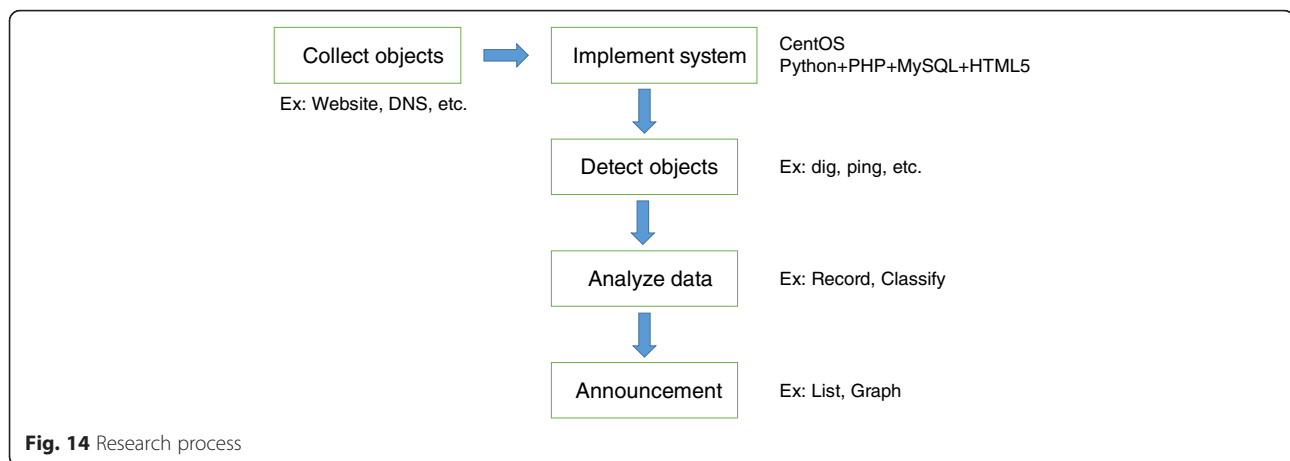 Collect objects
Implement system
CentOS
Python+PHP+MySQL+HTML5
Ex: Website, DNS, etc.
Detect objects
Ex: dig, ping, etc.
Analyze data
Ex: Record, Classify
Announcement
Ex: List, Graph
Fig. 14 Research process